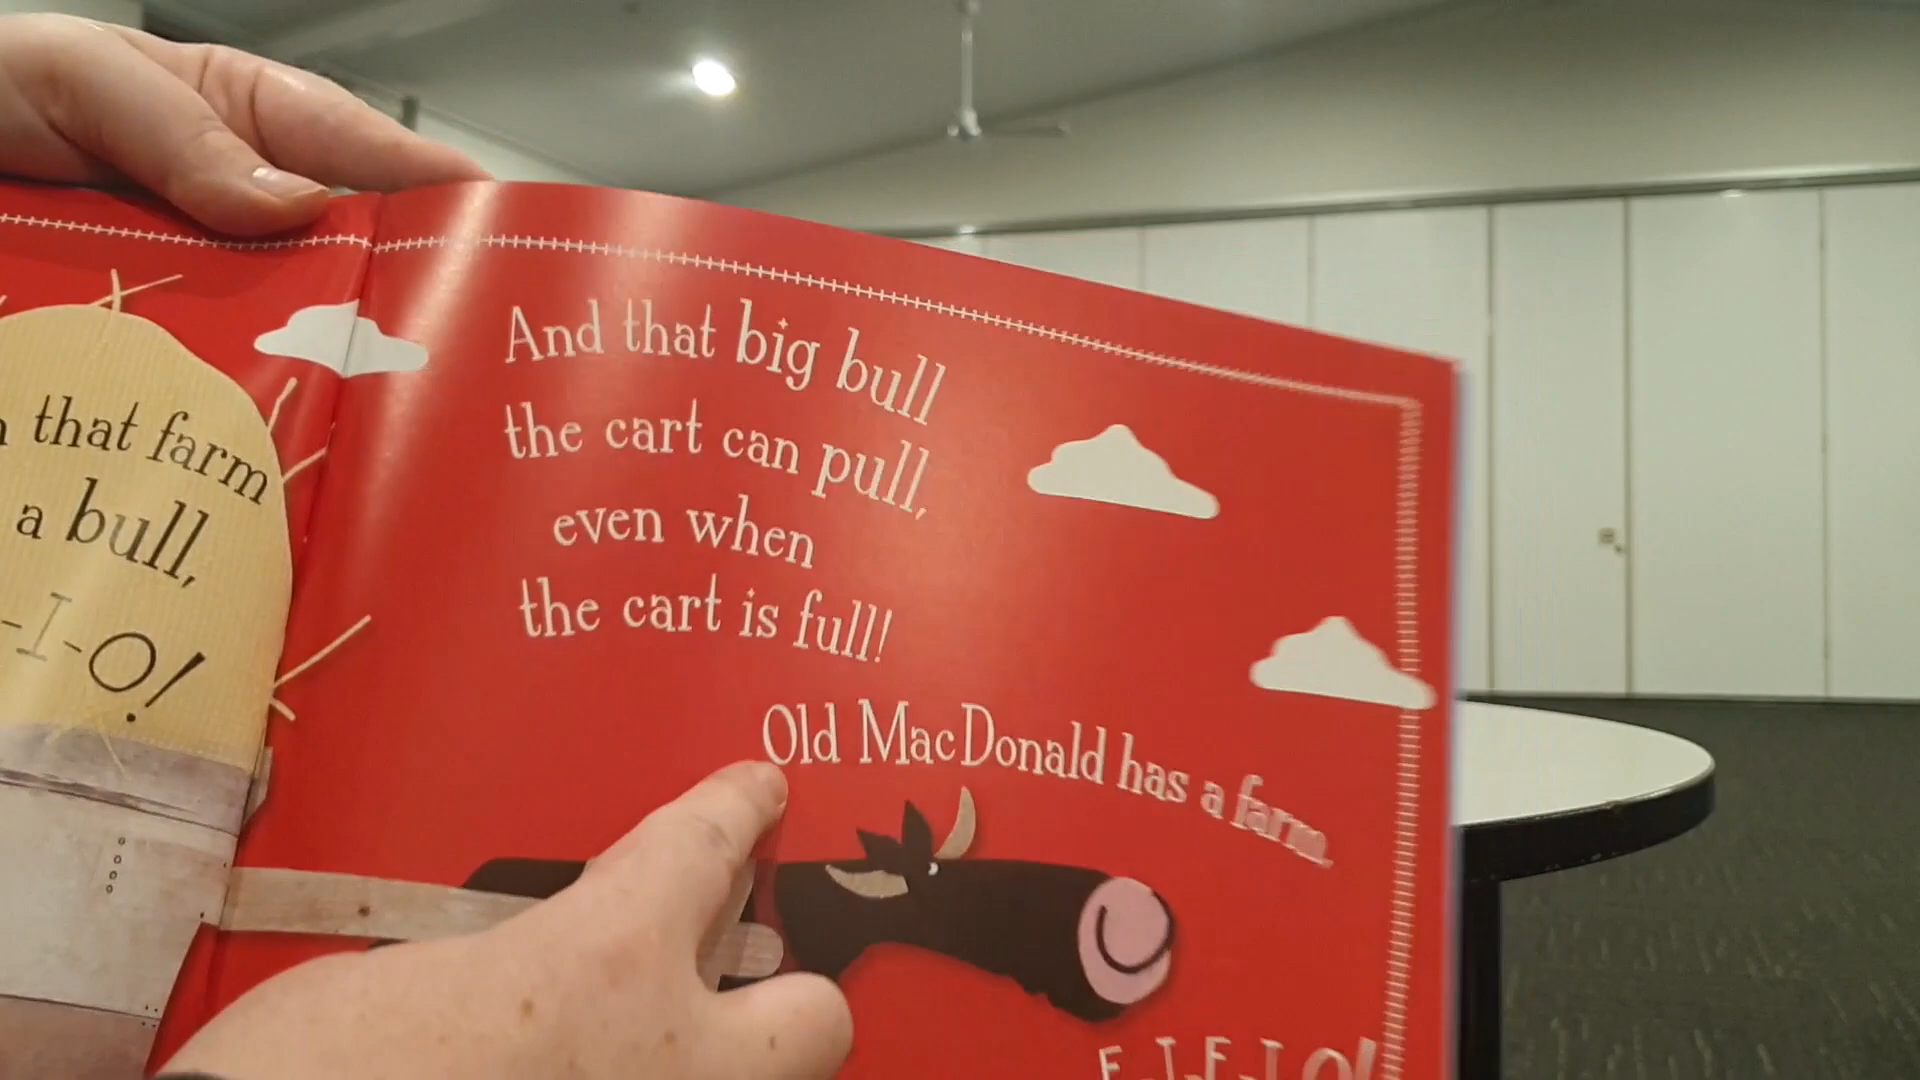 that farm
a bull,
-I-O!
And that big bull
the cart can pull,
even when
the cart is full!
Old MacDonald has a farm.
E-I-E-I-O!